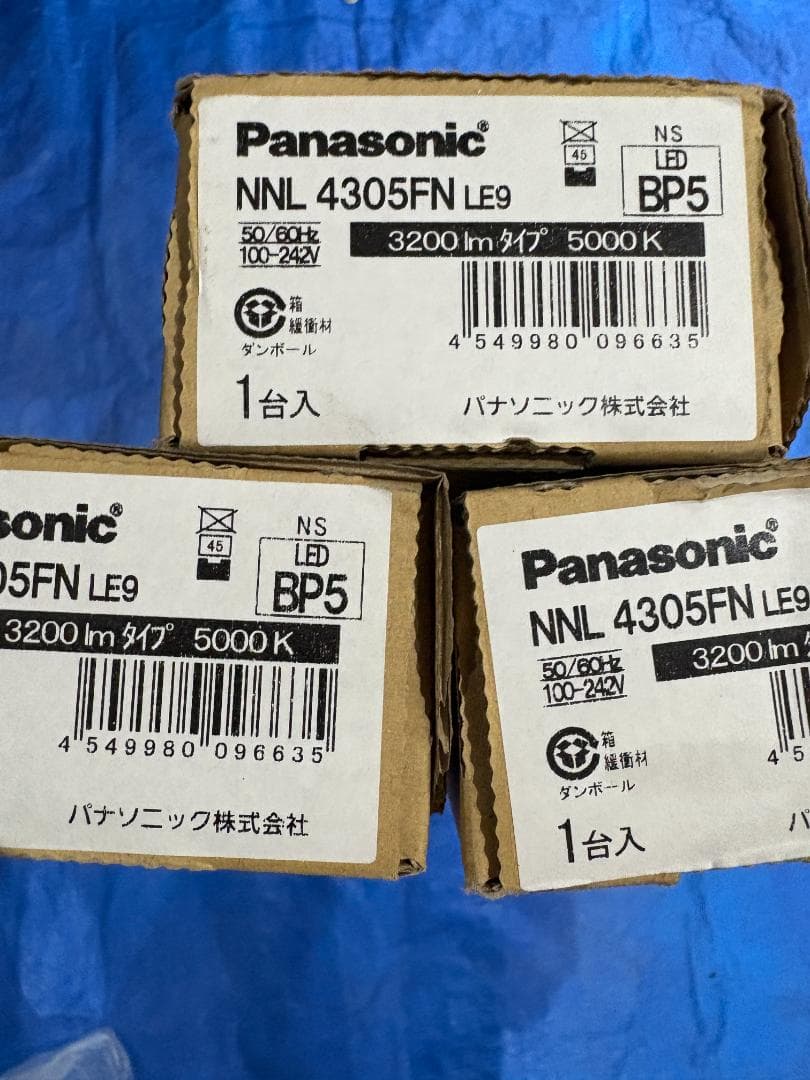 Panasonic®
NNL 4305FN LE9
45
NS
LED
BP5
50/60Hz
100-242V
3200 lm タイプ 5000 K
4 549980 096635
箱
緩衝材
ダンボール
1台入
パナソニック株式会社
sonic®
05FN LE9
45
NS
LED
BP5
3200 lm タイプ 5000 K
4 549980 096635
パナソニック株式会社
Panasonic®
NNL 4305FN LE9
50/60Hz
100-242V
3200 lm
4 5
箱
緩衝材
ダンボール
1台入
パ